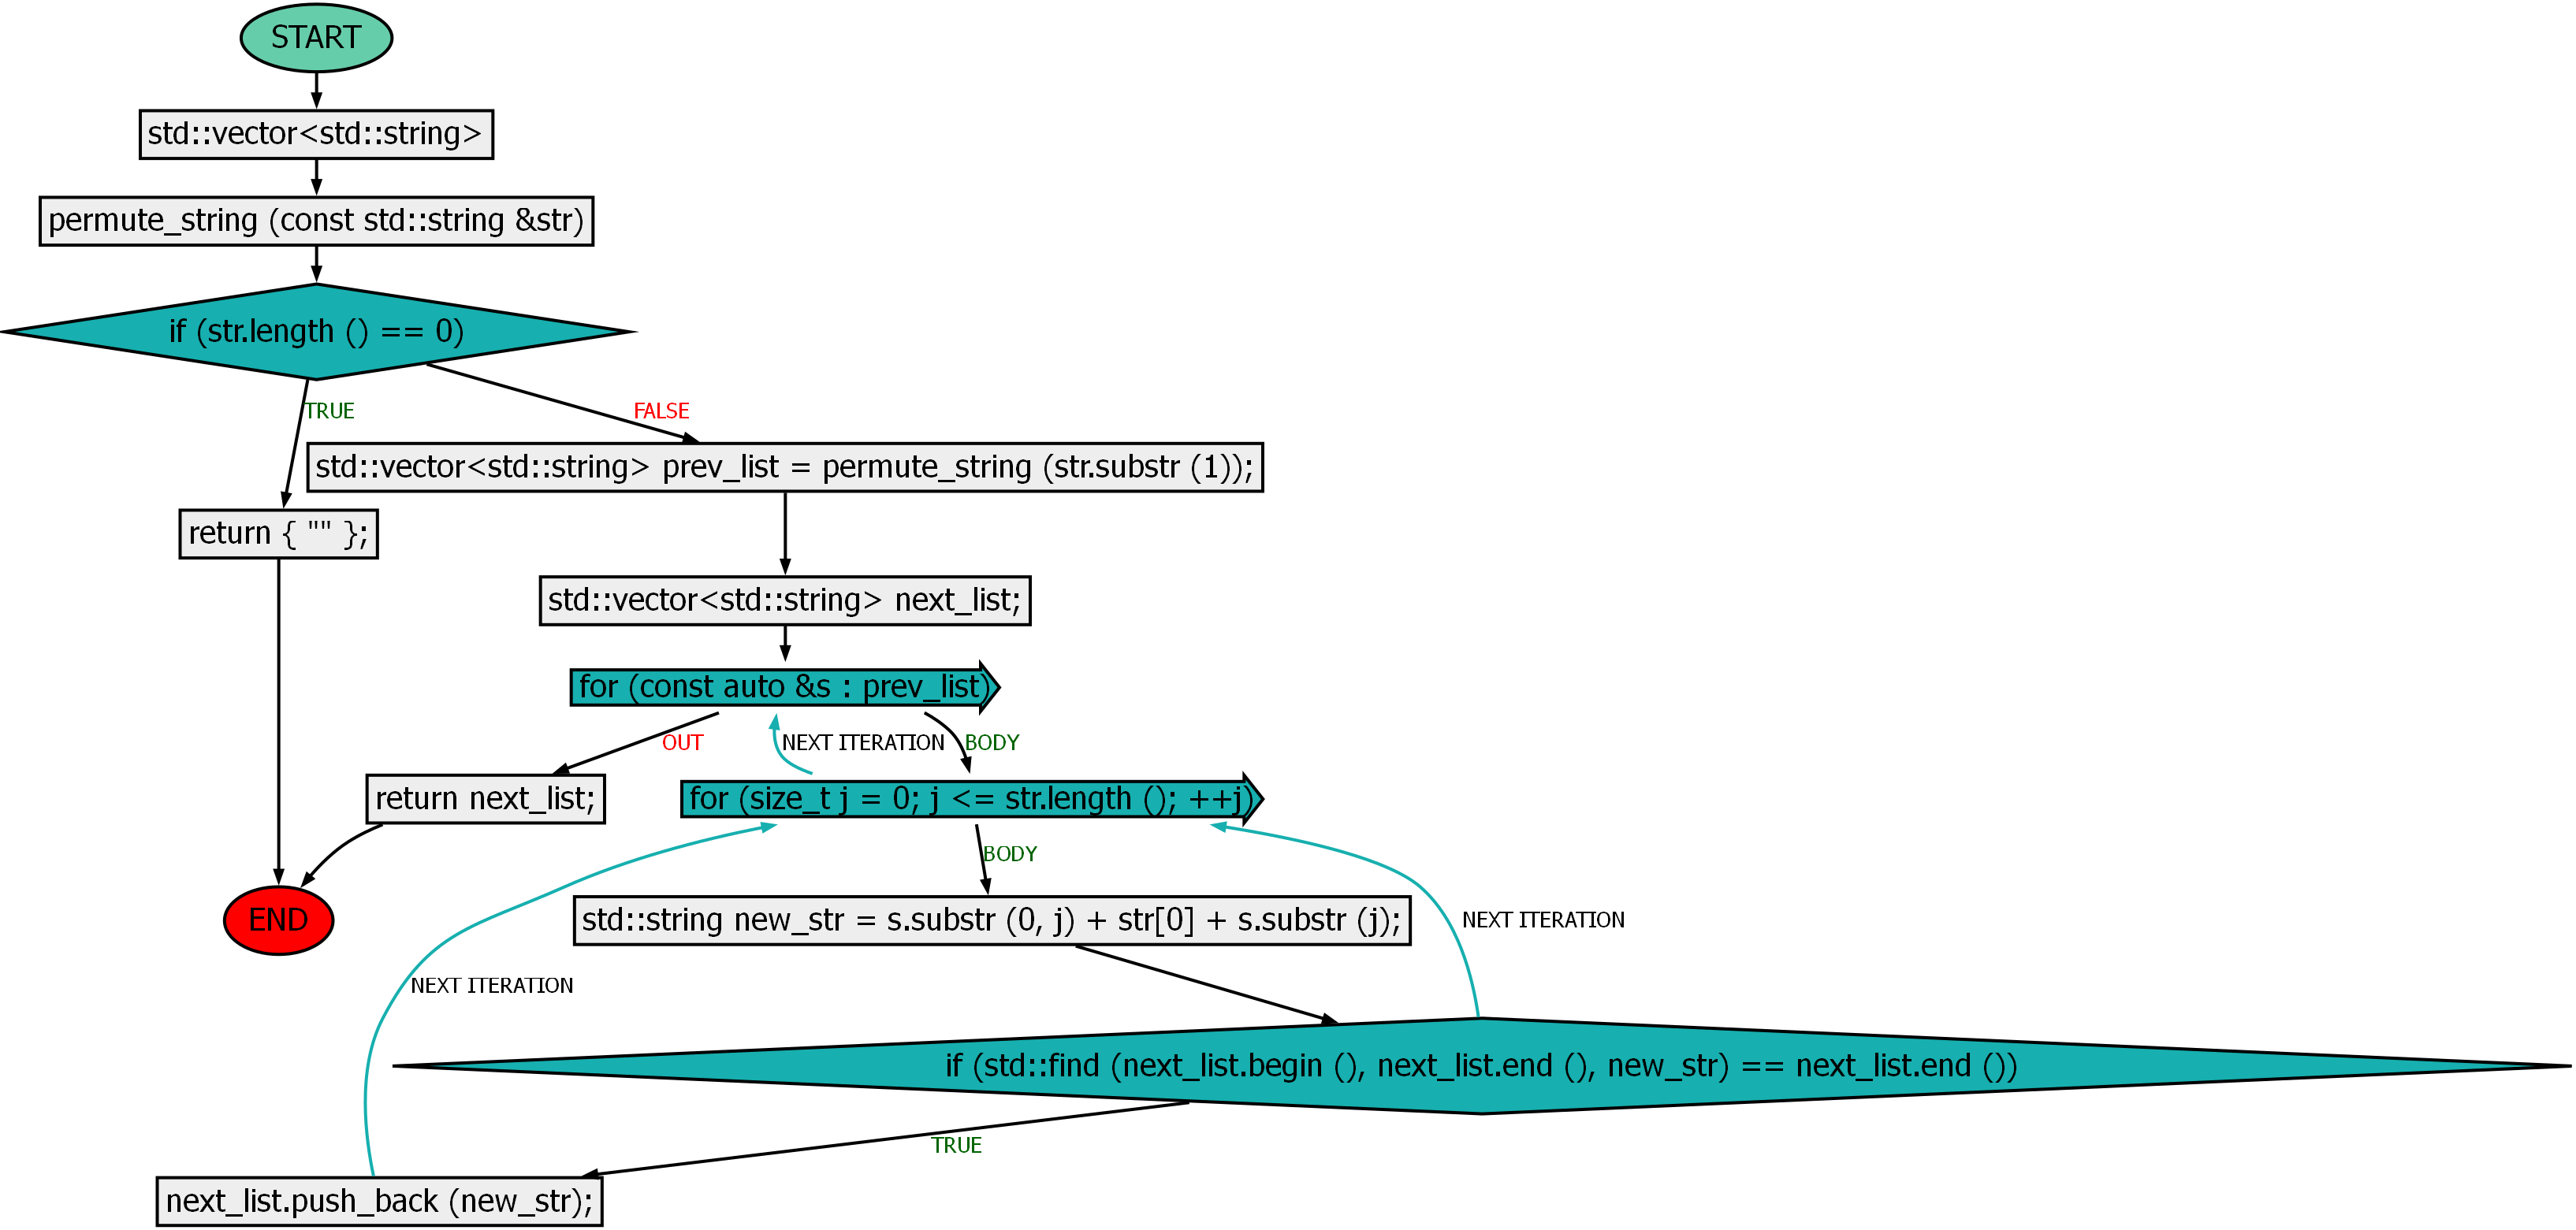 START
std::vector<std::string>
permute_string (const std::string &str)
if (str.length () == 0)
TRUE
FALSE
std::vector<std::string> prev_list = permute_string (str.substr (1));
return { "" };
std::vector<std::string> next_list;
for (const auto &s : prev_list)
OUT
NEXT ITERATION
BODY
return next_list;
for (size_t j = 0; j <= str.length (); ++j)
BODY
END
std::string new_str = s.substr (0, j) + str[0] + s.substr (j);
NEXT ITERATION
NEXT ITERATION
if (std::find (next_list.begin (), next_list.end (), new_str) == next_list.end ())
TRUE
next_list.push_back (new_str);